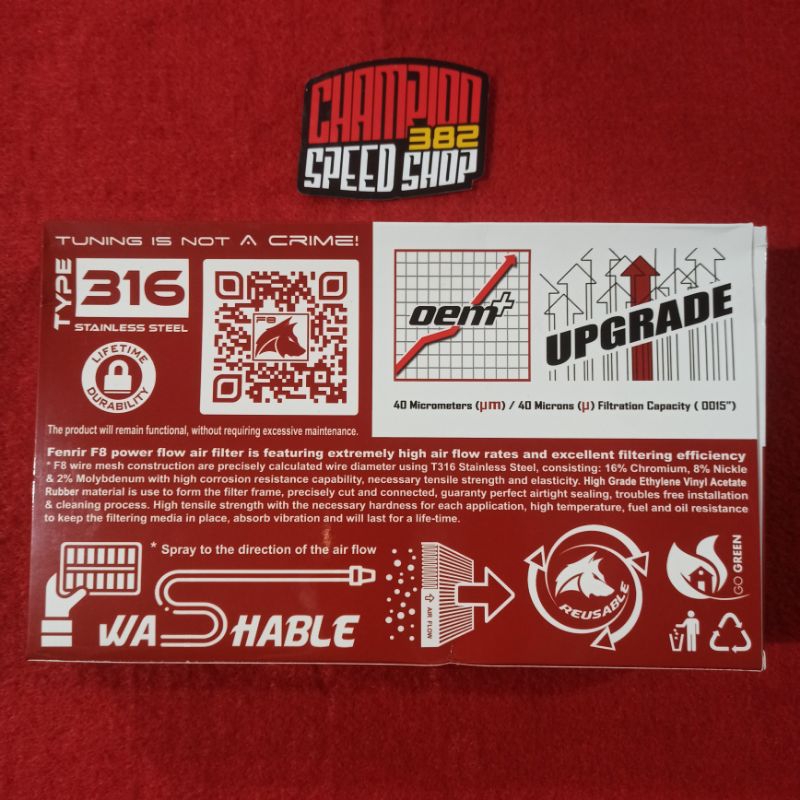 CHAMPION
382
SPEED SHOP
TUNING IS NOT A CRIME!
TYPE
316
STAINLESS STEEL
F8
LIFETIME
DURABILITY
The product will remain functional, without requiring excessive maintenance.
oem+
UPGRADE
40 Micrometers (μm) / 40 Microns (μ) Filtration Capacity ( 0015")
Fenrir F8 power flow air filter is featuring extremely high air flow rates and excellent filtering efficiency
* F8 wire mesh construction are precisely calculated wire diameter using T316 Stainless Steel, consisting: 16% Chromium, 8% Nickle
& 2% Molybdenum with high corrosion resistance capability, necessary tensile strength and elasticity. High Grade Ethylene Vinyl Acetate
Rubber material is use to form the filter frame, precisely cut and connected, guaranty perfect airtight sealing, troubles free installation
& cleaning process. High tensile strength with the necessary hardness for each application, high temperature, fuel and oil resistance
to keep the filtering media in place, absorb vibration and will last for a life-time.
* Spray to the direction of the air flow
WASHABLE
AIR FLOW
REUSABLE
GO GREEN